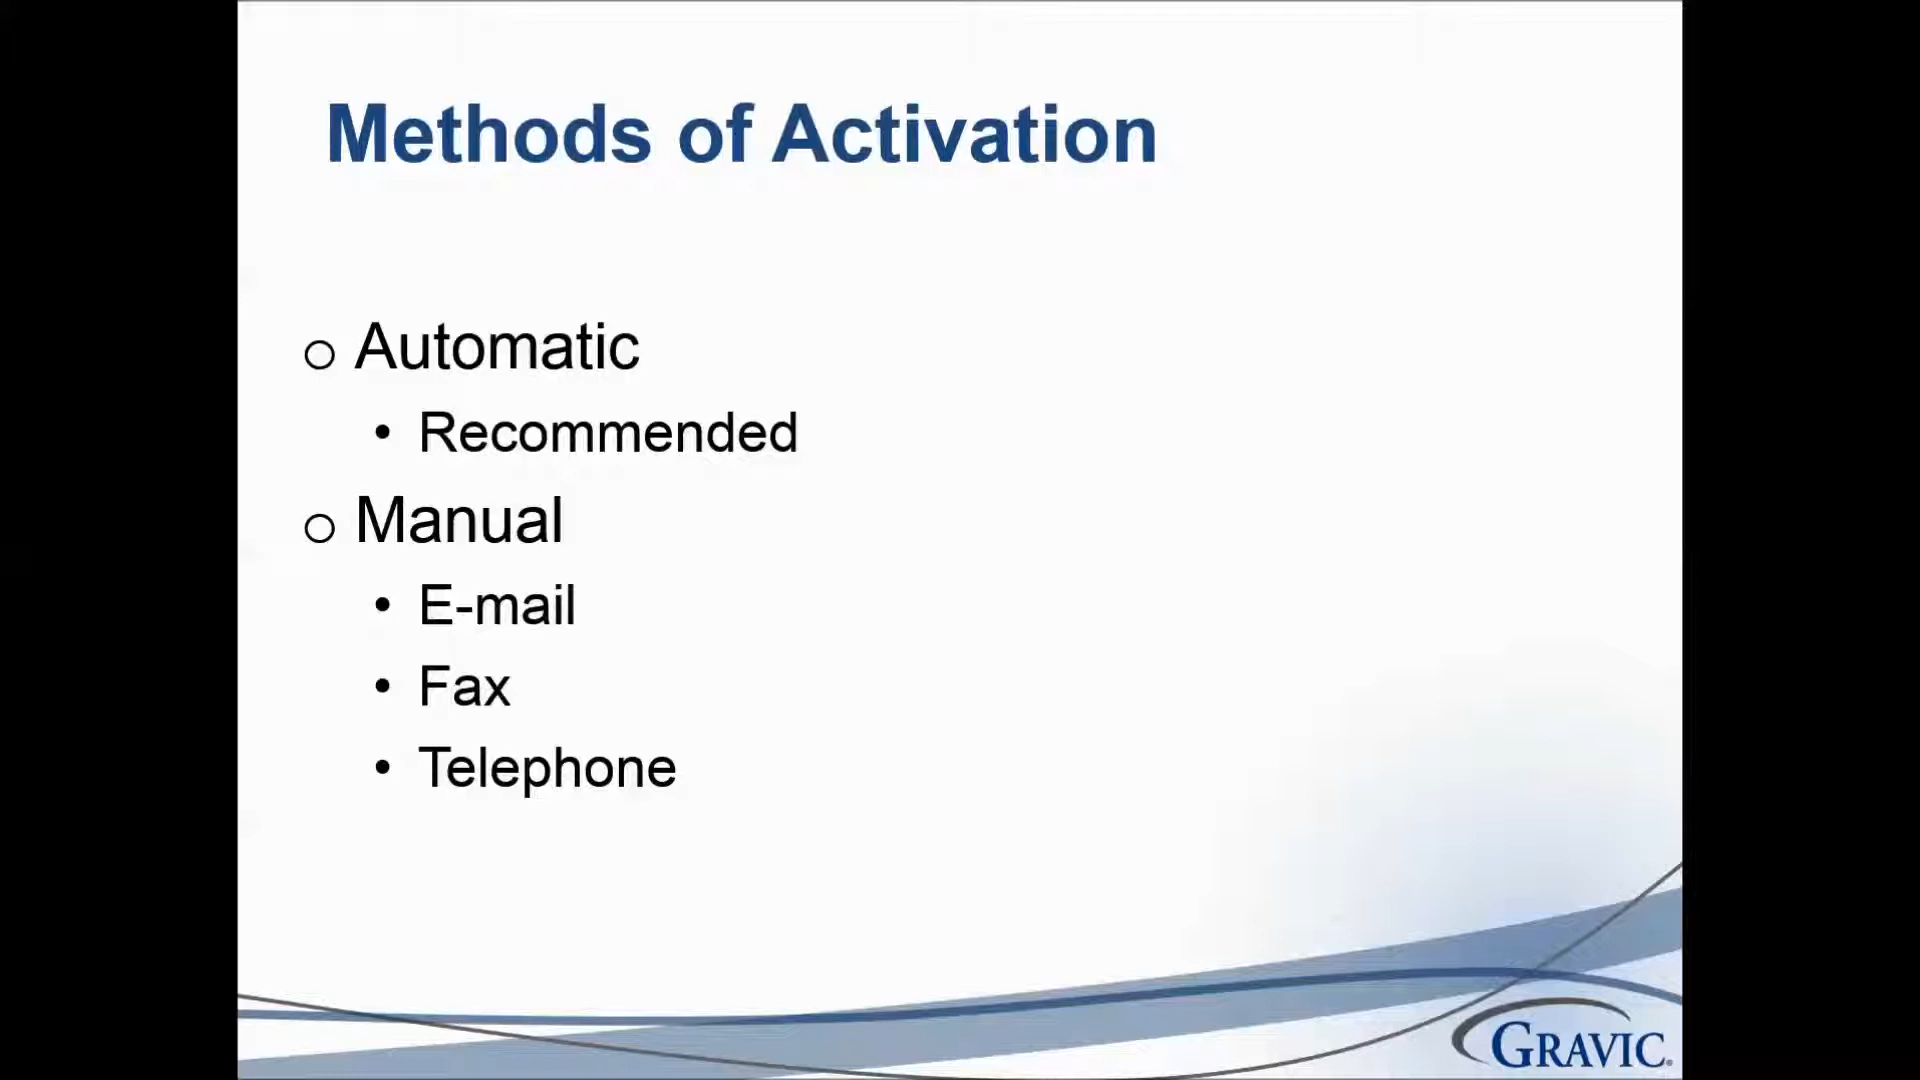 Methods of Activation
Automatic
• Recommended
Manual
• E-mail
• Fax
• Telephone
GRAVIC®